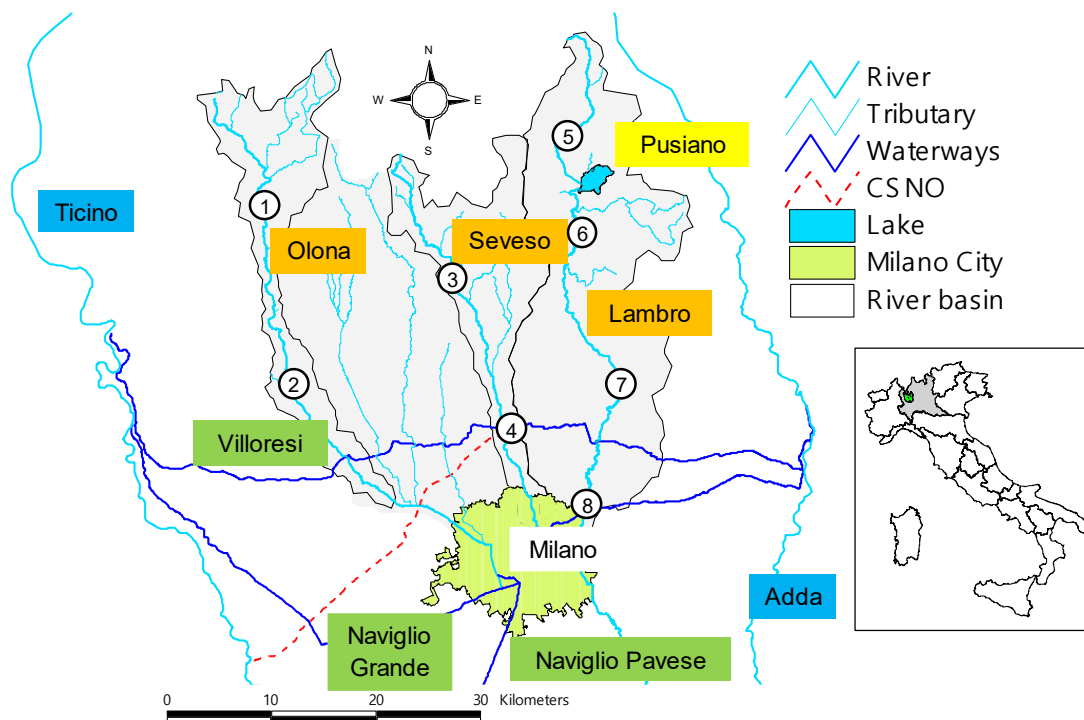 N
W
E
S
River
Tributary
Waterways
CSNO
Lake
Milano City
River basin
Pusiano
Ticino
Olona
Seveso
Lambro
Villoresi
Milano
Adda
Naviglio
Grande
Naviglio Pavese
1
2
3
4
5
6
7
8
0
10
20
30
Kilometers